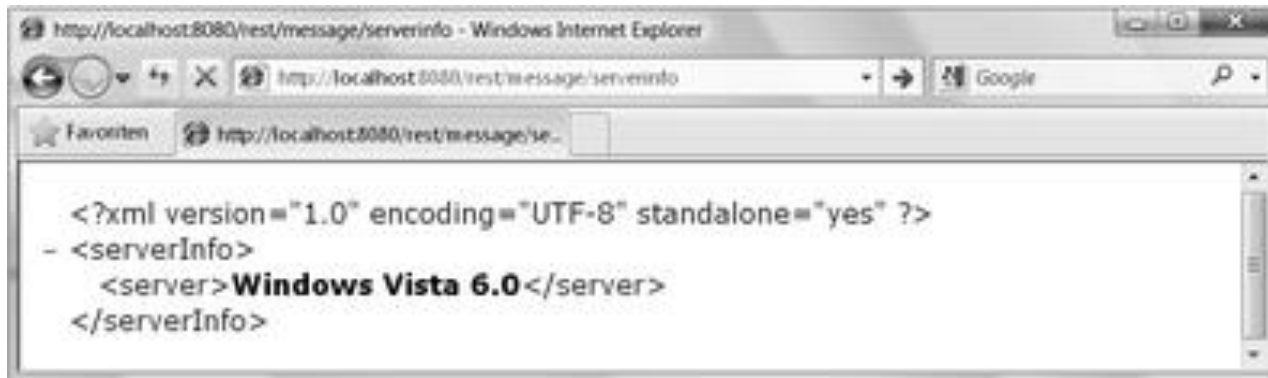 http://localhost:8080/rest/message/serverinfo - Windows Internet Explorer
http://localhost:8080/rest/message/serverinfo Google
Favoriten http://localhost:8080/rest/message/se...
<?xml version="1.0" encoding="UTF-8" standalone="yes" ?>
– <serverInfo>
<server>Windows Vista 6.0</server>
</serverInfo>